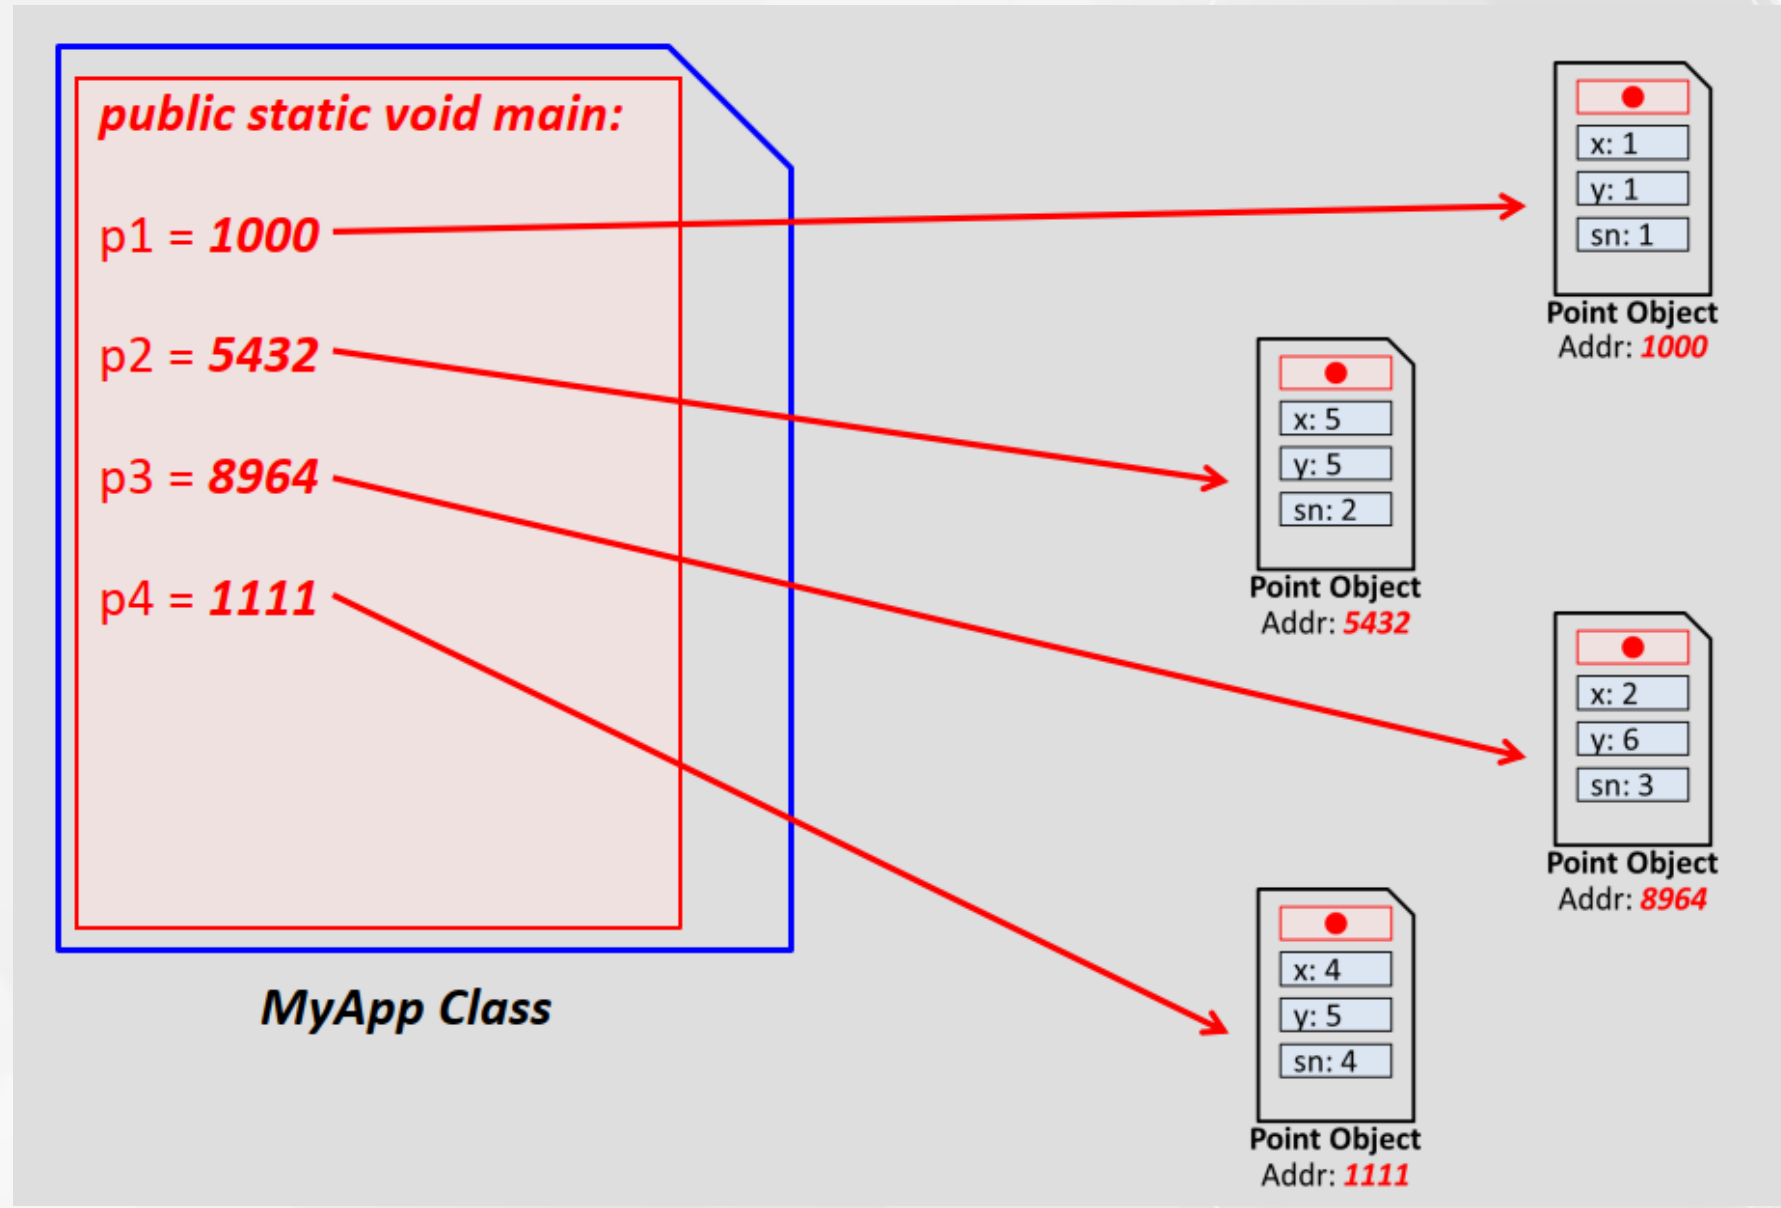 public static void main:
p1 = 1000
p2 = 5432
p3 = 8964
p4 = 1111
MyApp Class
x: 1
y: 1
sn: 1
Point Object
Addr: 1000
x: 5
y: 5
sn: 2
Point Object
Addr: 5432
x: 2
y: 6
sn: 3
Point Object
Addr: 8964
x: 4
y: 5
sn: 4
Point Object
Addr: 1111